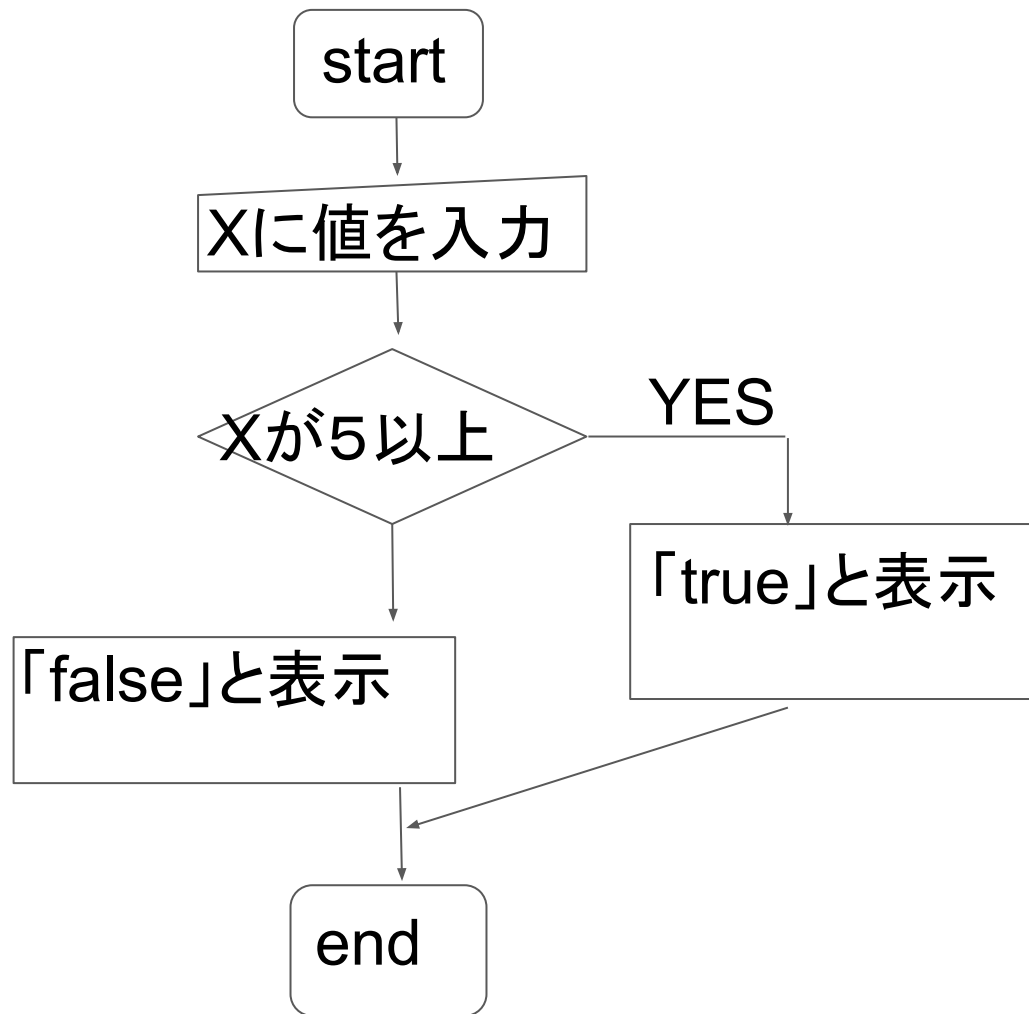 start
Xに値を入力
Xが５以上
YES
「true」と表示
「false」と表示
end